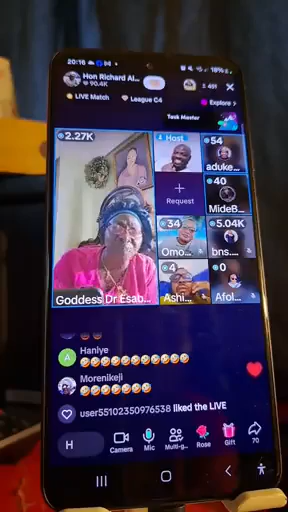 20:16
18%
Hon Richard Al...
90.4K
451
LIVE Match
League C4
Explore >
Task Master
2.27K
Host
54
aduke...
+
Request
40
MideB...
34
Omo...
5.04K
bns....
Goddess Dr Esab...
4
Ashi...
0
Afol...
A
Haniye
🤣🤣🤣🤣🤣🤣🤣🤣🤣🤣
Morenikeji
🤣🤣🤣🤣🤣🤣
user55102350976538 liked the LIVE
H
Camera
Mic
Multi-g...
Rose
Gift
70